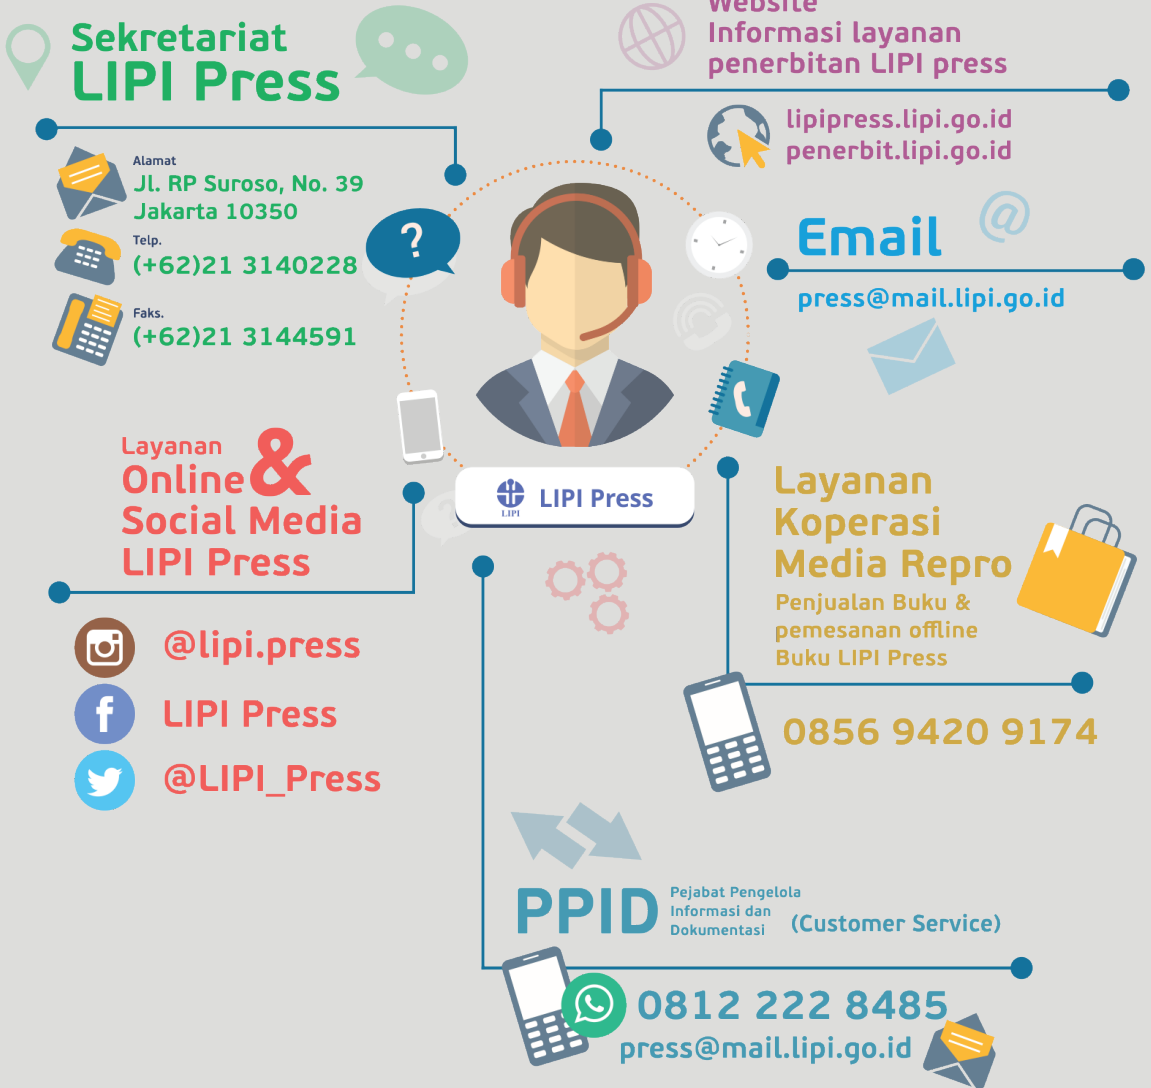 Sekretariat
LIPI Press
Alamat
Jl. RP Suroso, No. 39
Jakarta 10350
Telp.
(+62)21 3140228
Faks.
(+62)21 3144591
Website
Informasi layanan
penerbitan LIPI press
lipipress.lipi.go.id
penerbit.lipi.go.id
Email @
press@mail.lipi.go.id
?
LIPI
LIPI Press
?
Layanan
Online &
Social Media
LIPI Press
@lipi.press
f
LIPI Press
@LIPI_Press
Layanan
Koperasi
Media Repro
Penjualan Buku &
pemesanan offline
Buku LIPI Press
0856 9420 9174
PPID
Pejabat Pengelola
Informasi dan
Dokumentasi
(Customer Service)
0812 222 8485
press@mail.lipi.go.id